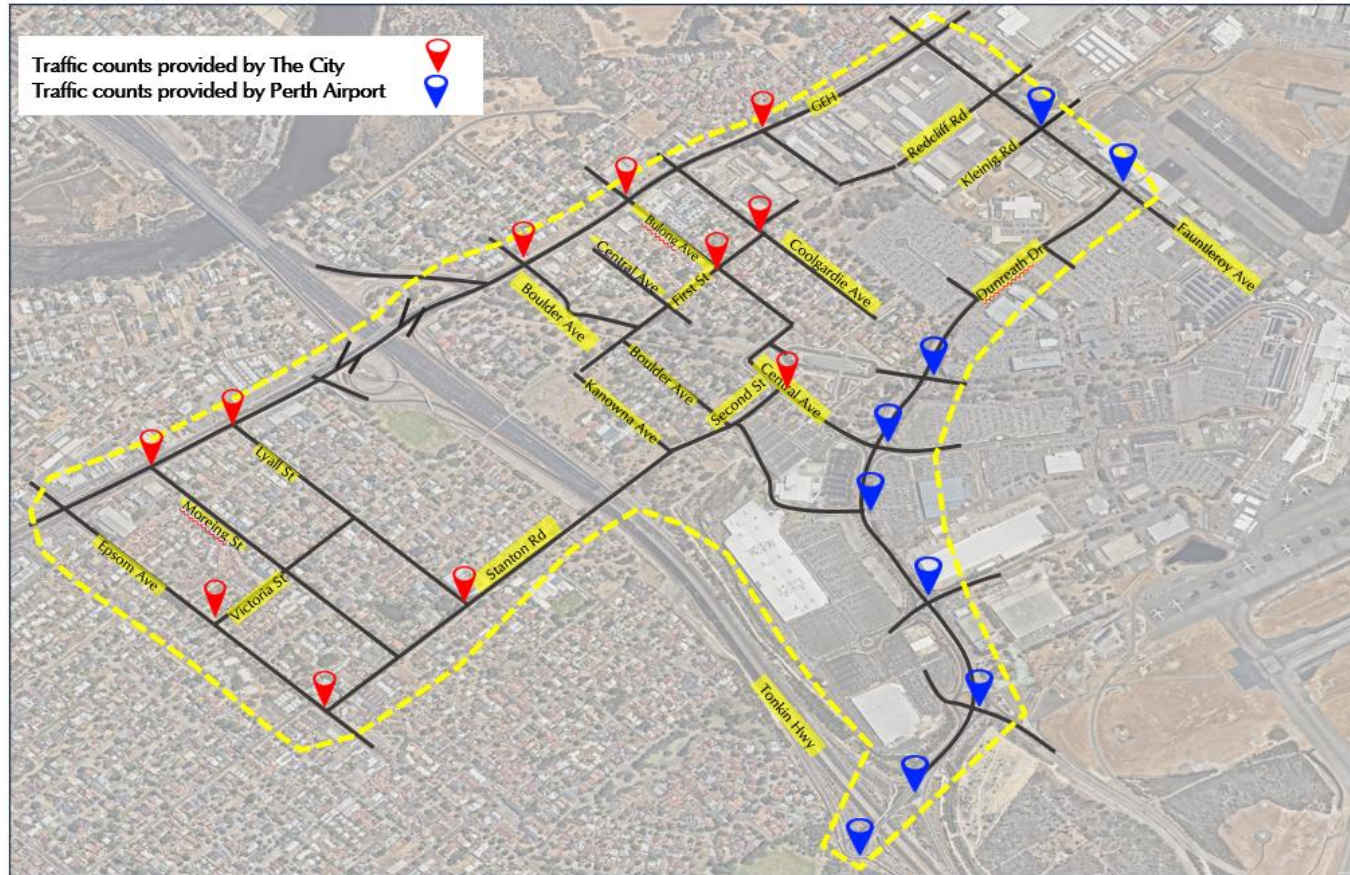 Traffic counts provided by The City
Traffic counts provided by Perth Airport
GEH
Redcliff Rd
Kleinig Rd
Fauntleroy Ave
Dunreath Dr
Coolgardie Ave
Bulong Ave
Central Ave
First St
Boulder Ave
Boulder Ave
Kanowna Ave
Second St
Central Ave
Lyall St
Moreing St
Epsom Ave
Victoria St
Stanton Rd
Tonkin Hwy